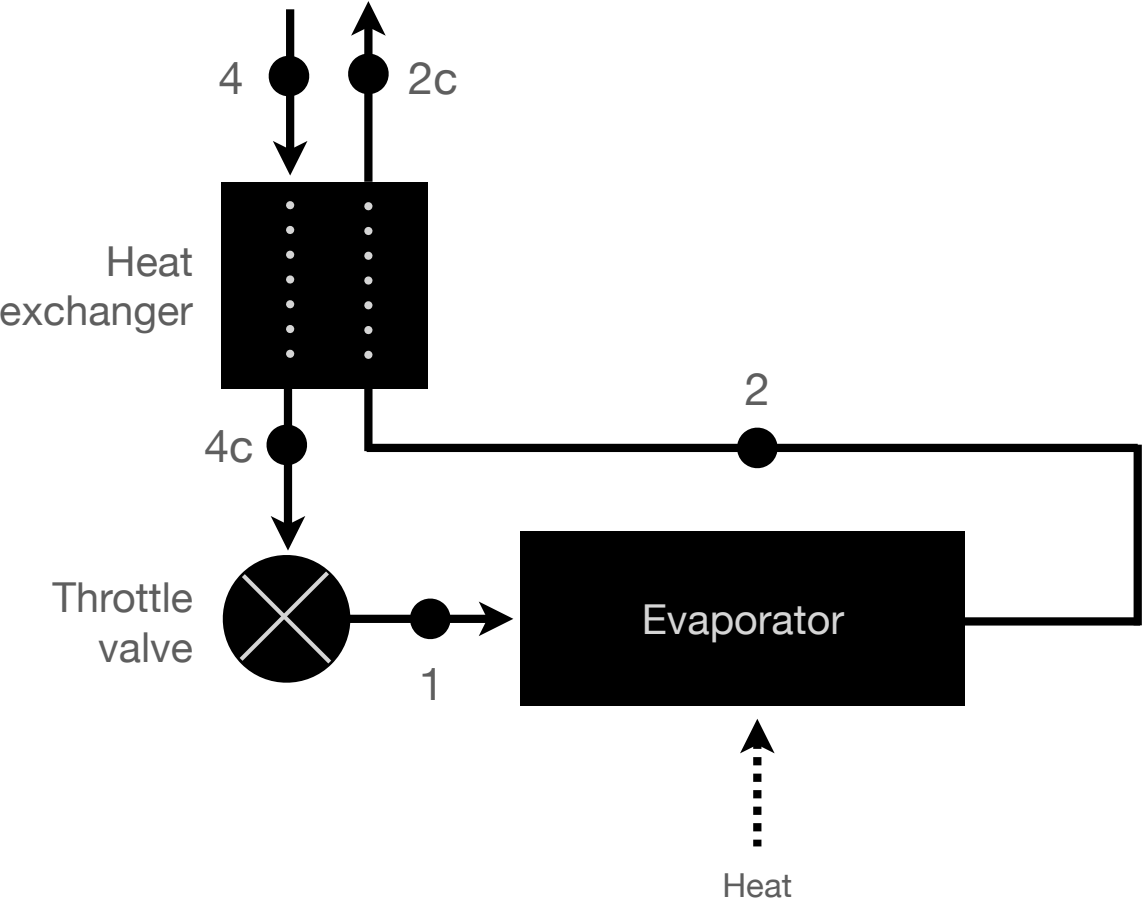 4
2c
Heat
exchanger
2
4c
Throttle
valve
Evaporator
1
Heat